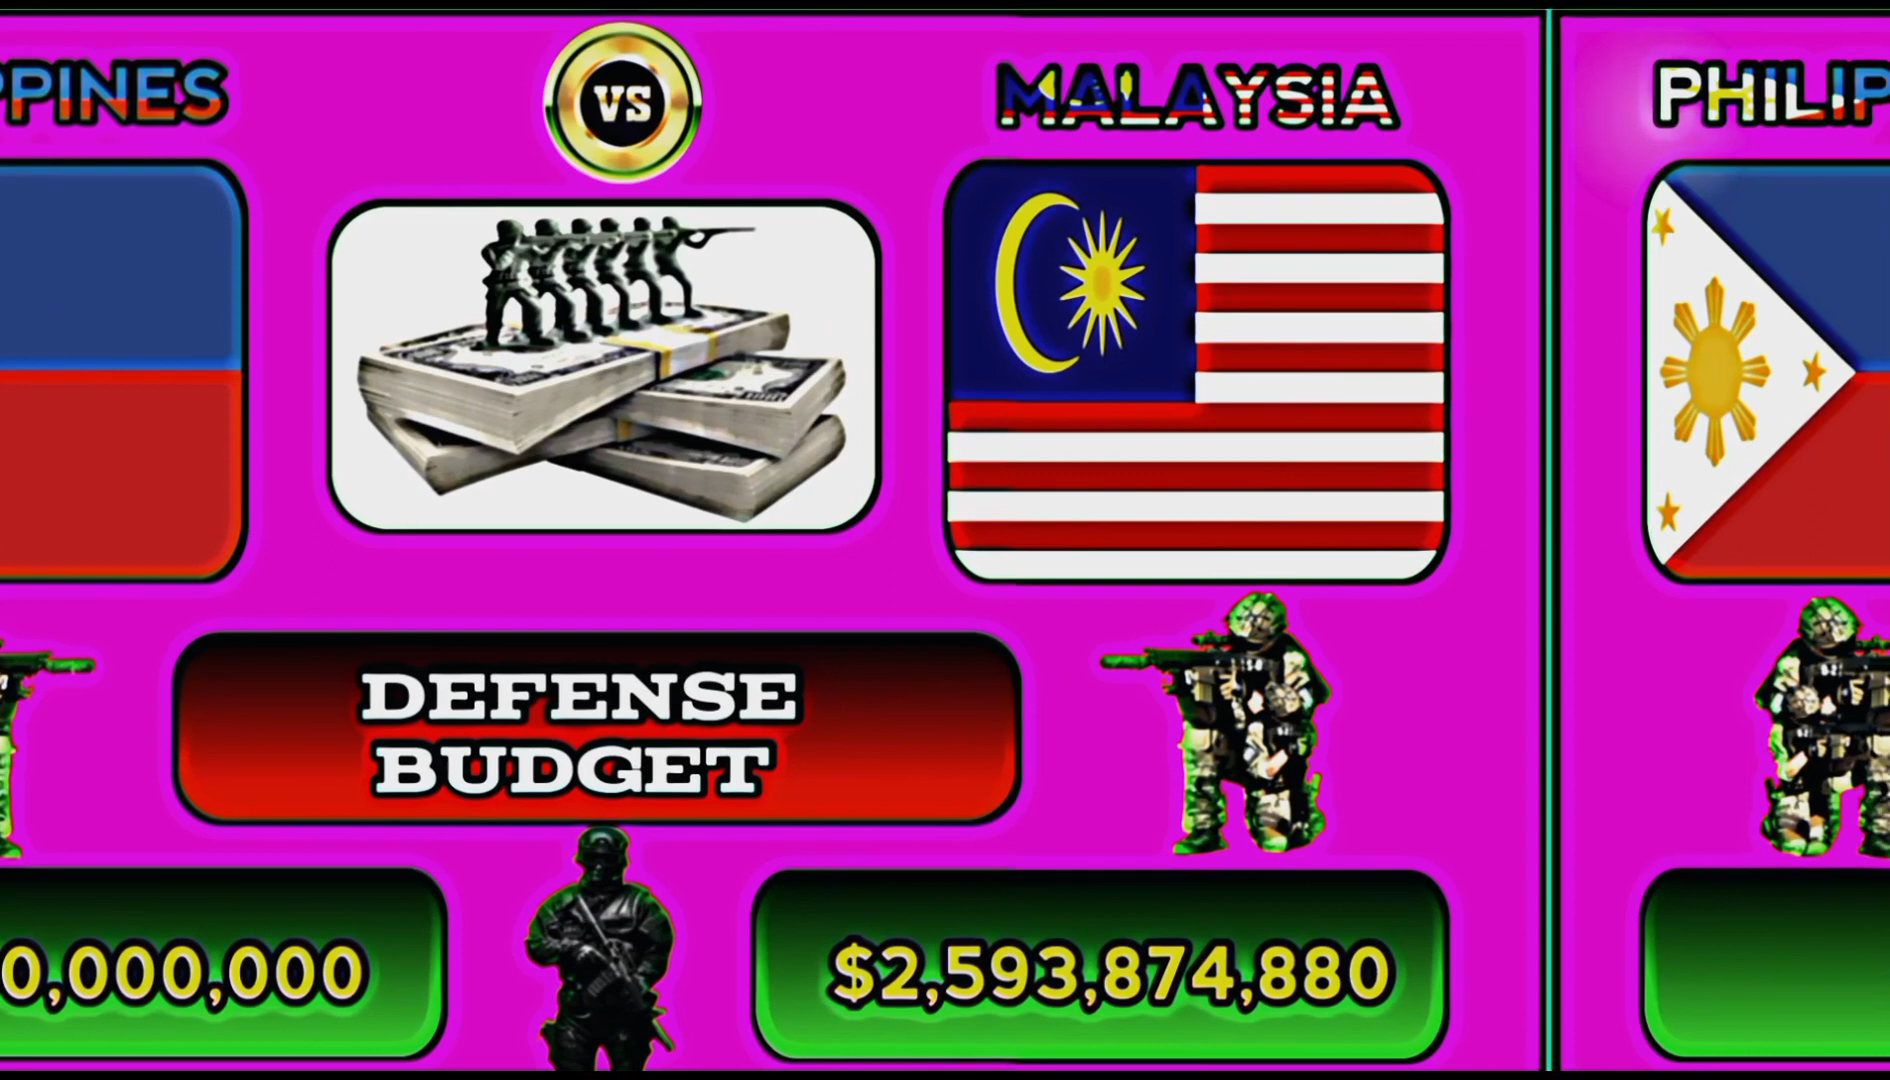 PPINES
VS
MALAYSIA
PHILIP
DEFENSE
BUDGET
0,000,000
$2,593,874,880